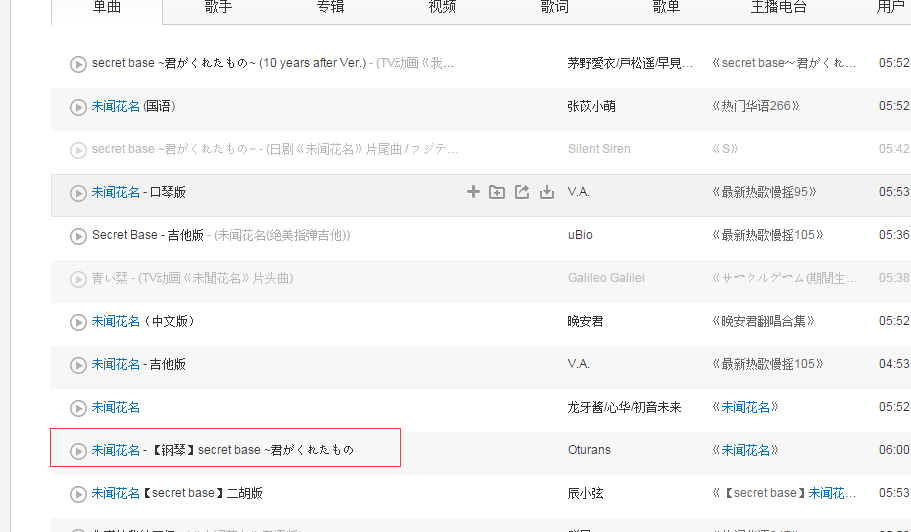 单曲 歌手 专辑 视频 歌词 歌单 主播电台 用户
secret base ~君がくれたもの~ (10 years after Ver.) - (TV动画《我... 茅野愛衣/戸松遥/早見... 《secret base～君がくれ... 05:52
未闻花名 (国语) 张苡小萌 《热门华语266》 05:52
secret base ~君がくれたもの~ - (日剧《未闻花名》片尾曲 / フジテ... Silent Siren 《S》 05:42
未闻花名 - 口琴版 V.A. 《最新热歌慢摇95》 05:53
Secret Base - 吉他版 - (未闻花名(绝美指弹吉他)) uBio 《最新热歌慢摇105》 05:36
青い栞 - (TV动画《未闻花名》片头曲) Galileo Galilei 《サークルゲーム(期間生... 05:38
未闻花名（中文版） 晚安君 《晚安君翻唱合集》 05:52
未闻花名 - 吉他版 V.A. 《最新热歌慢摇105》 04:53
未闻花名 龙牙酱/心华/初音未来 《未闻花名》 05:52
未闻花名 - 【钢琴】secret base ~君がくれたもの Oturans 《未闻花名》 06:00
未闻花名【secret base】二胡版 辰小弦 《【secret base】未闻花... 05:53